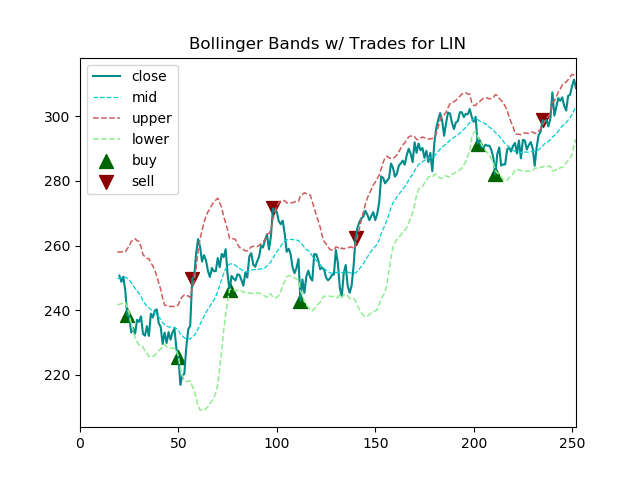 Bollinger Bands w/ Trades for LIN
close
mid
upper
lower
buy
sell
300
280
260
240
220
0 50 100 150 200 250